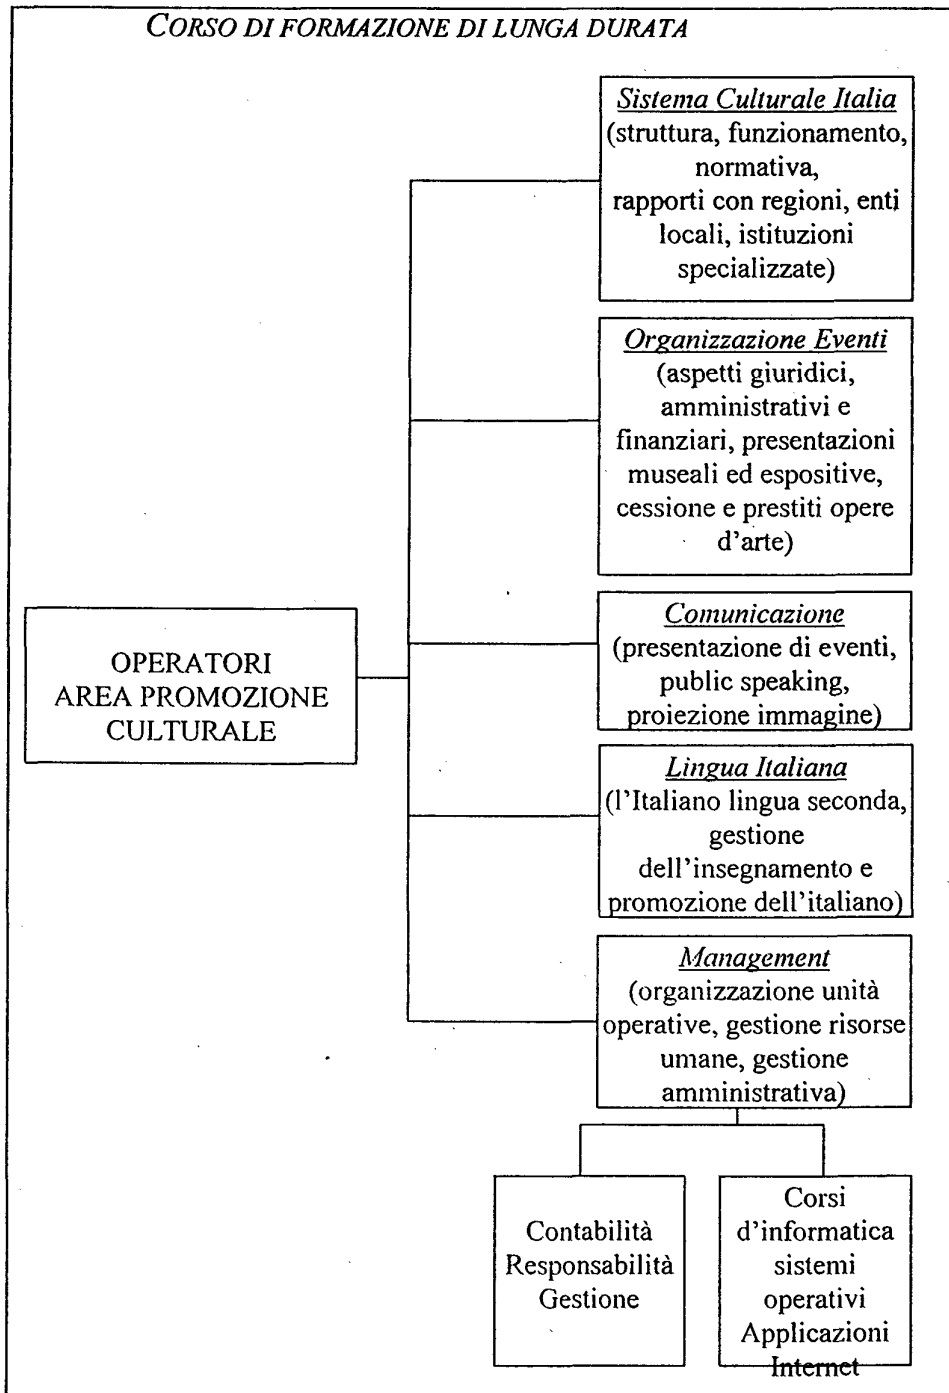 CORSO DI FORMAZIONE DI LUNGA DURATA
Sistema Culturale Italia
(struttura, funzionamento,
normativa,
rapporti con regioni, enti
locali, istituzioni
specializzate)
Organizzazione Eventi
(aspetti giuridici,
amministrativi e
finanziari, presentazioni
museali ed espositive,
cessione e prestiti opere
d'arte)
OPERATORI
AREA PROMOZIONE
CULTURALE
Comunicazione
(presentazione di eventi,
public speaking,
proiezione immagine)
Lingua Italiana
(l'Italiano lingua seconda,
gestione
dell'insegnamento e
promozione dell'italiano)
Management
(organizzazione unità
operative, gestione risorse
umane, gestione
amministrativa)
Contabilità
Responsabilità
Gestione
Corsi
d'informatica
sistemi
operativi
Applicazioni
Internet